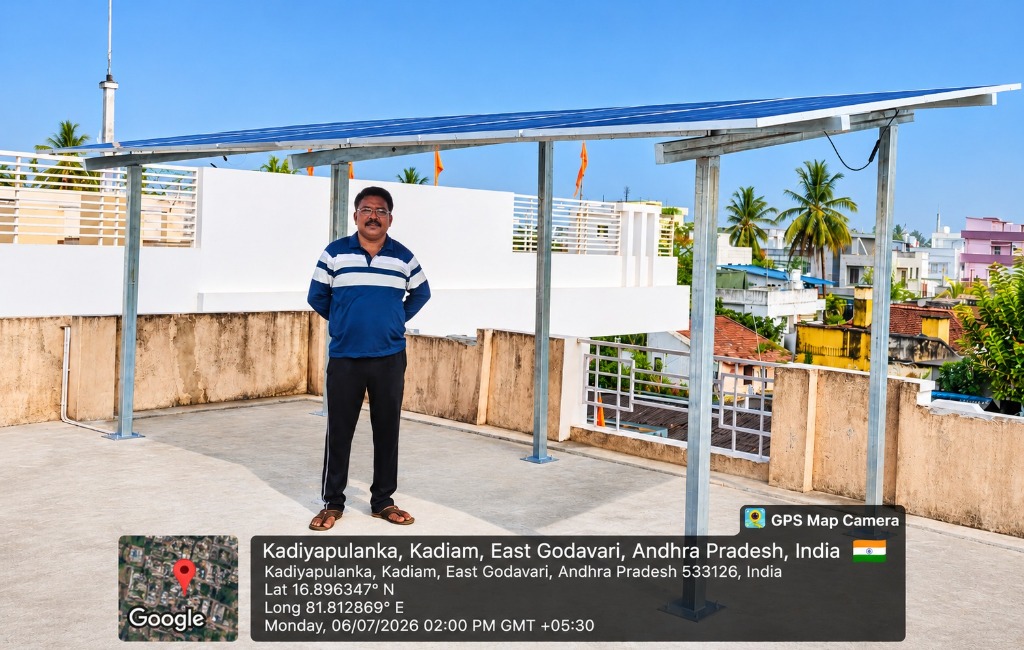 GPS Map Camera
Kadiyapulanka, Kadiam, East Godavari, Andhra Pradesh, India
Kadiyapulanka, Kadiam, East Godavari, Andhra Pradesh 533126, India
Lat 16.896347° N
Long 81.812869° E
Monday, 06/07/2026 02:00 PM GMT +05:30
Google